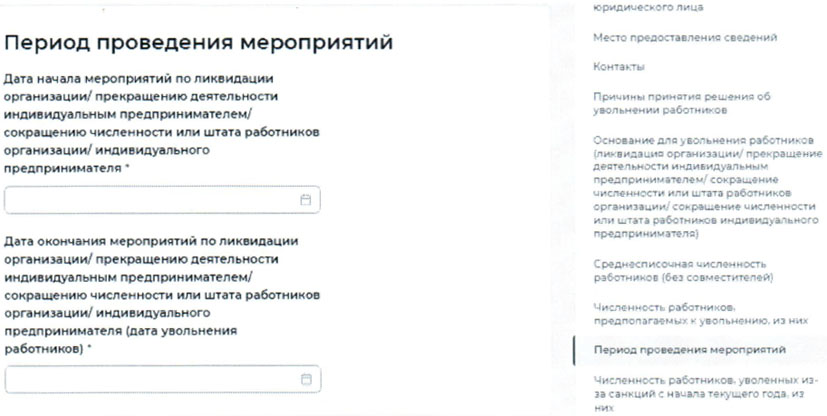 Период проведения мероприятий
Дата начала мероприятий по ликвидации
организации/ прекращению деятельности
индивидуальным предпринимателем/
сокращению численности или штата работников
организации/ индивидуального
предпринимателя *
Дата окончания мероприятий по ликвидации
организации/ прекращению деятельности
индивидуальным предпринимателем/
сокращению численности или штата работников
организации/ индивидуального
предпринимателя (дата увольнения
работников) *
юридического лица
Место предоставления сведений
Контакты
Причины принятия решения об
увольнении работников
Основание для увольнения работников
(ликвидация организации/ прекращение
деятельности индивидуальным
предпринимателем/ сокращение
численности или штата работников
организации/ сокращение численности
или штата работников индивидуального
предпринимателя)
Среднесписочная численность
работников (без совместителей)
Численность работников,
предполагаемых к увольнению, из них
Период проведения мероприятий
Численность работников, уволенных из-
за санкций с начала текущего года, из
них